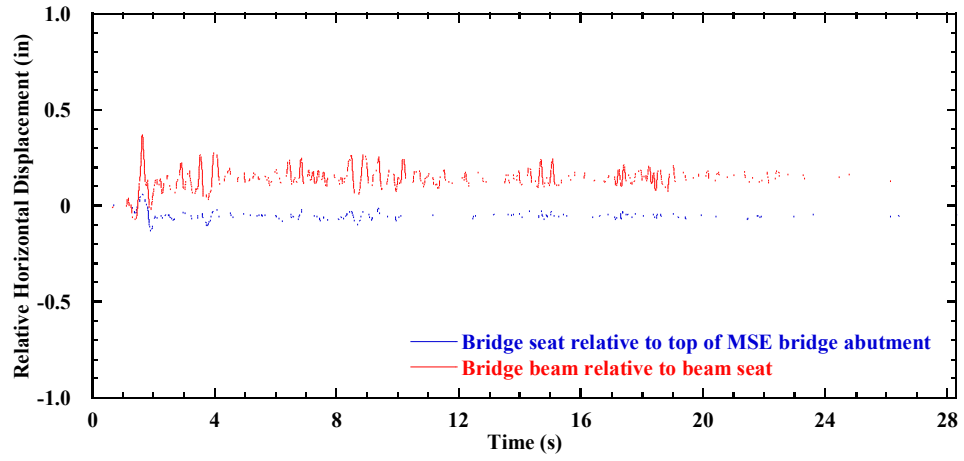 Relative Horizontal Displacement (in)
1.0
0.5
0
-0.5
-1.0
Bridge seat relative to top of MSE bridge abutment
Bridge beam relative to beam seat
0 4 8 12 16 20 24 28
Time (s)